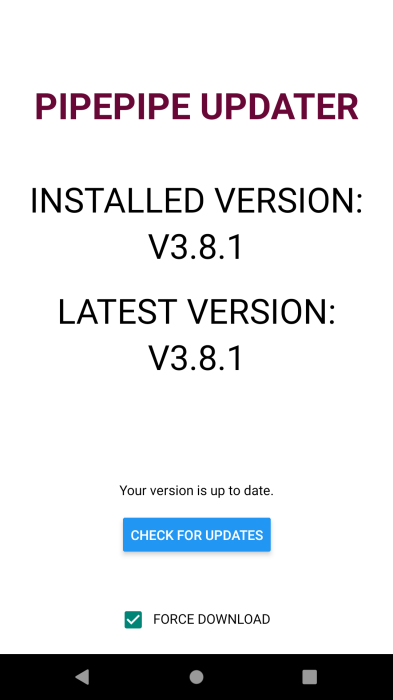 PIPEPIPE UPDATER
INSTALLED VERSION:
V3.8.1
LATEST VERSION:
V3.8.1
Your version is up to date.
CHECK FOR UPDATES
FORCE DOWNLOAD